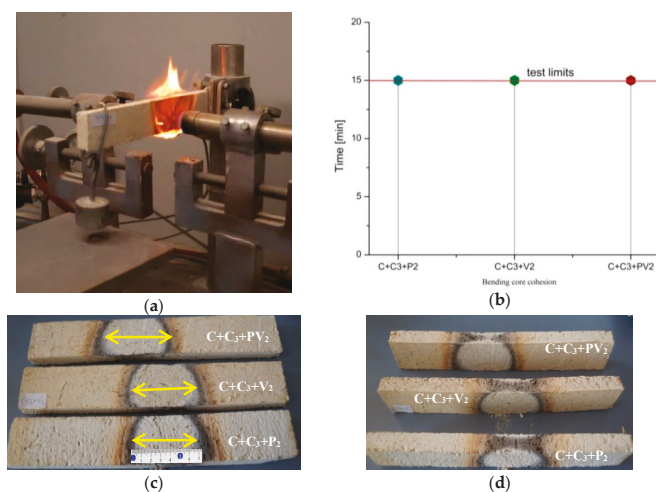 (a)
20
15
10
5
0
Time [min]
test limits
C+C3+P2
C+C3+V2
C+C3+PV2
Bending core cohesion
(b)
C+C₃+PV₂
C+C₃+V₂
C+C₃+P₂
(c)
C+C₃+PV₂
C+C₃+V₂
C+C₃+P₂
(d)